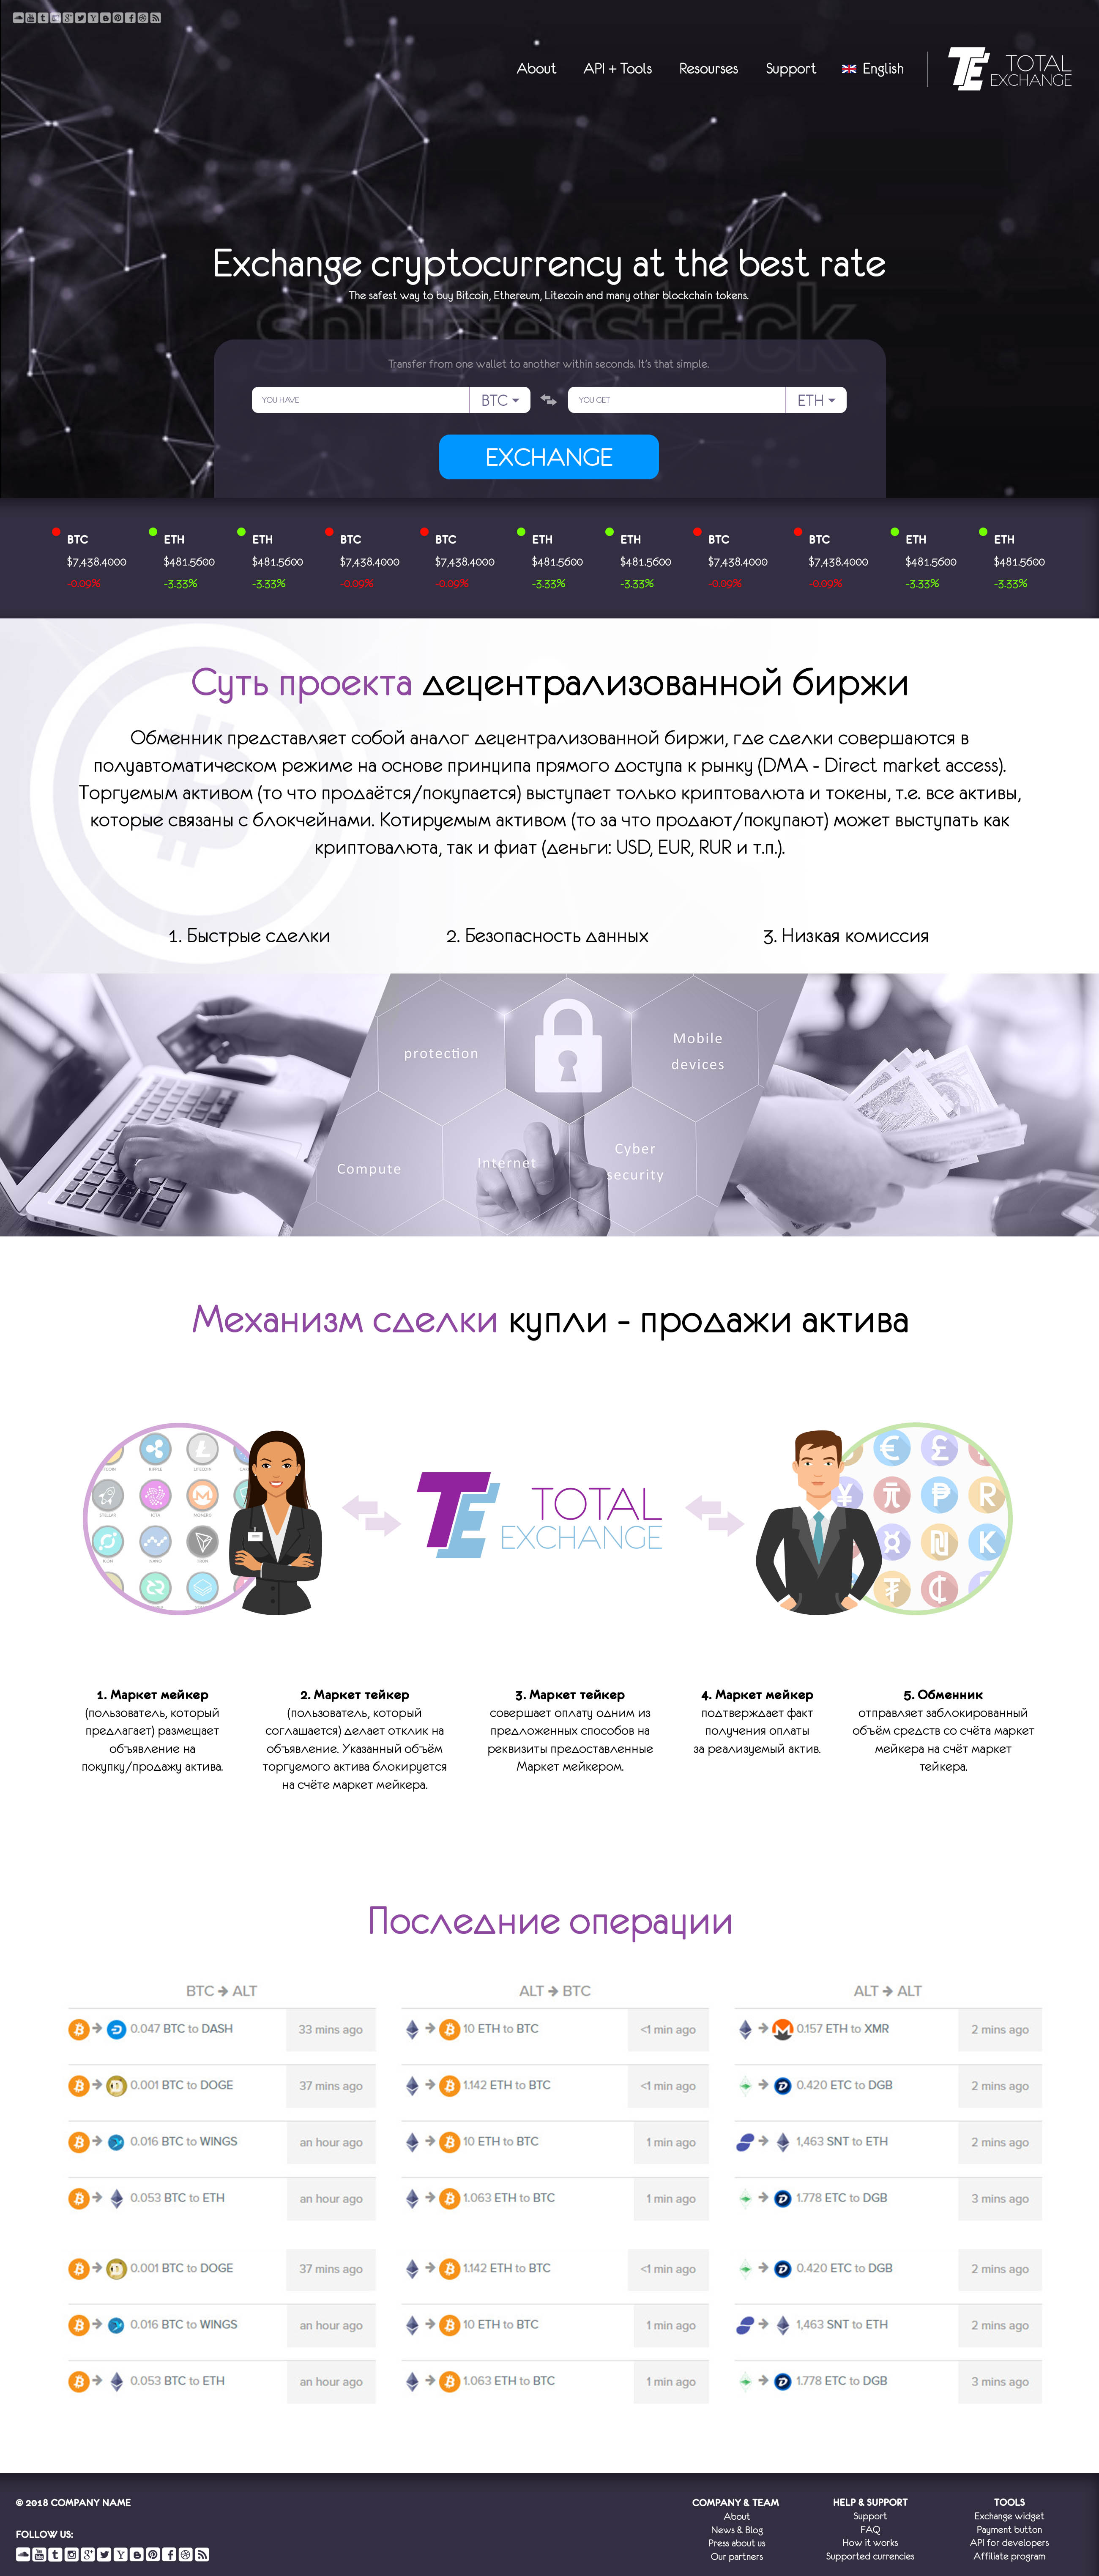 About API + Tools Resourses Support English
TE TOTAL
EXCHANGE
Exchange cryptocurrency at the best rate
The safest way to buy Bitcoin, Ethereum, Litecoin and many other blockchain tokens.
Transfer from one wallet to another within seconds. It's that simple.
YOU HAVE BTC YOU GET ETH
EXCHANGE
BTC ETH ETH BTC BTC ETH ETH BTC BTC ETH ETH
$7,438.4000 $481.5600 $481.5600 $7,438.4000 $7,438.4000 $481.5600 $481.5600 $7,438.4000 $7,438.4000 $481.5600 $481.5600
-0.09% -3.33% -3.33% -0.09% -0.09% -3.33% -3.33% -0.09% -0.09% -3.33% -3.33%
Суть проекта децентрализованной биржи
Обменник представляет собой аналог децентрализованной биржи, где сделки совершаются в
полуавтоматическом режиме на основе принципа прямого доступа к рынку (DMA - Direct market access).
Торгуемым активом (то что продаётся/покупается) выступает только криптовалюта и токены, т.е. все активы,
которые связаны с блокчейнами. Котируемым активом (то за что продают/покупают) может выступать как
криптовалюта, так и фиат (деньги: USD, EUR, RUR и т.п.).
1. Быстрые сделки 2. Безопасность данных 3. Низкая комиссия
protection
Mobile
devices
Compute
Internet
Cyber
security
Механизм сделки купли - продажи актива
TE TOTAL
EXCHANGE
1. Маркет мейкер
(пользователь, который
предлагает) размещает
объявление на
покупку/продажу актива.
2. Маркет тейкер
(пользователь, который
соглашается) делает отклик на
объявление. Указанный объём
торгуемого актива блокируется
на счёте маркет мейкера.
3. Маркет тейкер
совершает оплату одним из
предложенных способов на
реквизиты предоставленные
Маркет мейкером.
4. Маркет мейкер
подтверждает факт
получения оплаты
за реализуемый актив.
5. Обменник
отправляет заблокированный
объём средств со счёта маркет
мейкера на счёт маркет
тейкера.
Последние операции
BTC ➔ ALT
0.047 BTC to DASH 33 mins ago
0.001 BTC to DOGE 37 mins ago
0.016 BTC to WINGS an hour ago
0.053 BTC to ETH an hour ago
0.001 BTC to DOGE 37 mins ago
0.016 BTC to WINGS an hour ago
0.053 BTC to ETH an hour ago
ALT ➔ BTC
10 ETH to BTC <1 min ago
1.142 ETH to BTC <1 min ago
10 ETH to BTC 1 min ago
1.063 ETH to BTC 1 min ago
1.142 ETH to BTC <1 min ago
10 ETH to BTC 1 min ago
1.063 ETH to BTC 1 min ago
ALT ➔ ALT
0.157 ETH to XMR 2 mins ago
0.420 ETC to DGB 2 mins ago
1,463 SNT to ETH 2 mins ago
1.778 ETC to DGB 3 mins ago
0.420 ETC to DGB 2 mins ago
1,463 SNT to ETH 2 mins ago
1.778 ETC to DGB 3 mins ago
© 2018 COMPANY NAME
FOLLOW US:
COMPANY & TEAM
About
News & Blog
Press about us
Our partners
HELP & SUPPORT
Support
FAQ
How it works
Supported currencies
TOOLS
Exchange widget
Payment button
API for developers
Affiliate program